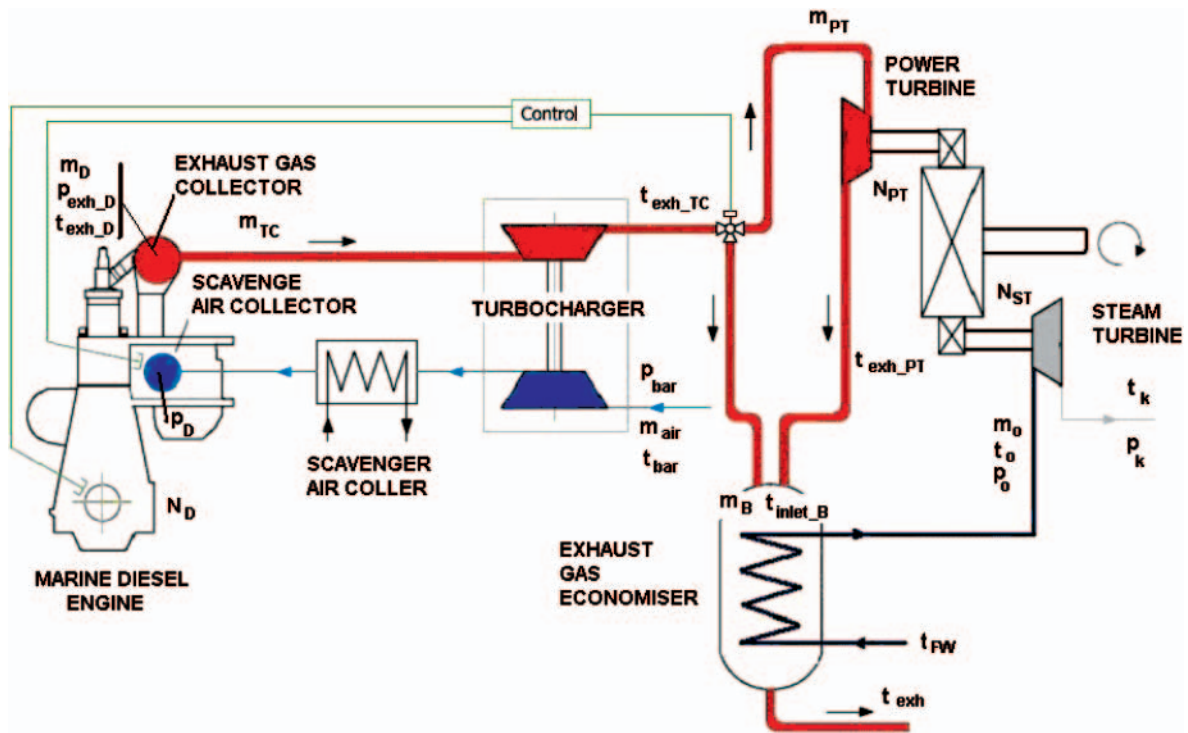 m_PT
POWER
TURBINE
Control
m_D
p_exh_D
t_exh_D
EXHAUST GAS
COLLECTOR
m_TC
t_exh_TC
N_PT
SCAVENGE
AIR COLLECTOR
TURBOCHARGER
N_ST
STEAM
TURBINE
t_exh_PT
t_k
p_k
p_bar
m_air
t_bar
m_o
t_o
p_o
p_D
SCAVENGER
AIR COLLER
N_D
m_B
t_inlet_B
EXHAUST
GAS
ECONOMISER
MARINE DIESEL
ENGINE
t_FW
t_exh